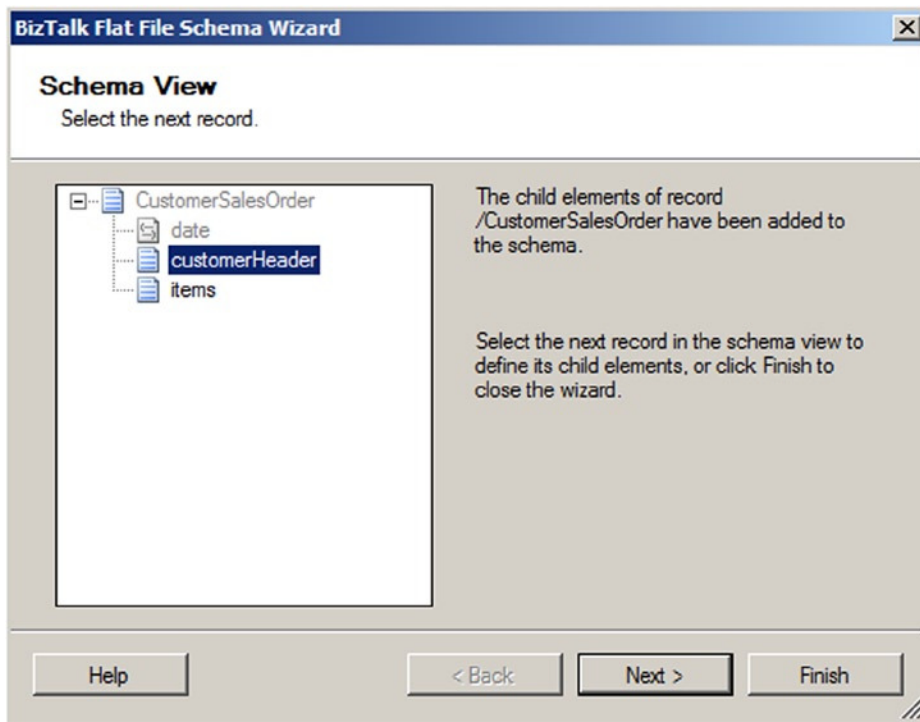 BizTalk Flat File Schema Wizard
Schema View
Select the next record.
CustomerSalesOrder
date
customerHeader
items
The child elements of record
/CustomerSalesOrder have been added to
the schema.
Select the next record in the schema view to
define its child elements, or click Finish to
close the wizard.
Help
< Back
Next >
Finish